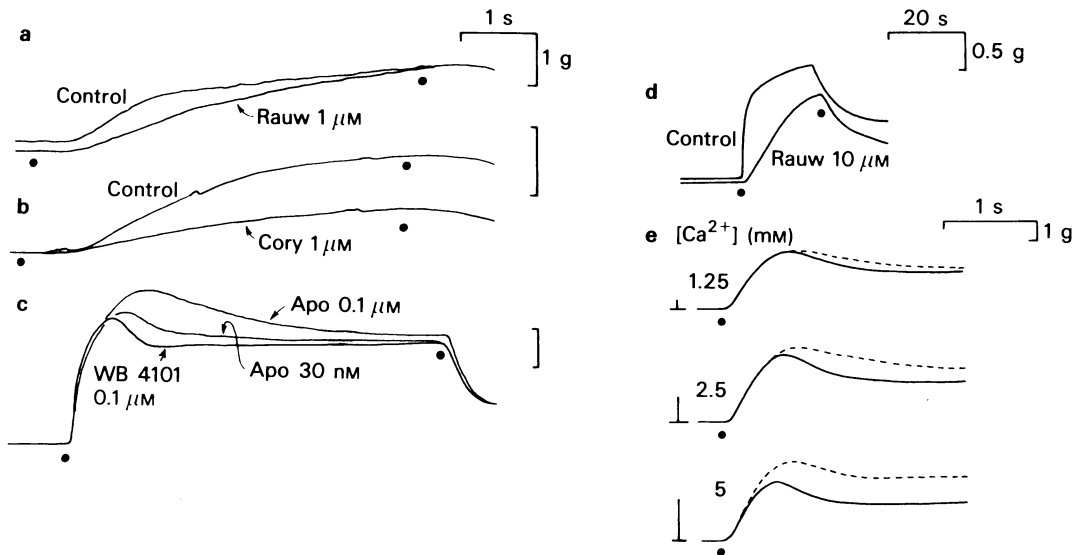 a
1 s
1 g
Control
Rauw 1 μM
b
Control
Cory 1 μM
c
Apo 0.1 μM
WB 4101
0.1 μM
Apo 30 nM
20 s
0.5 g
d
Control
Rauw 10 μM
1 s
1 g
e [Ca²⁺] (mM)
1.25
2.5
5